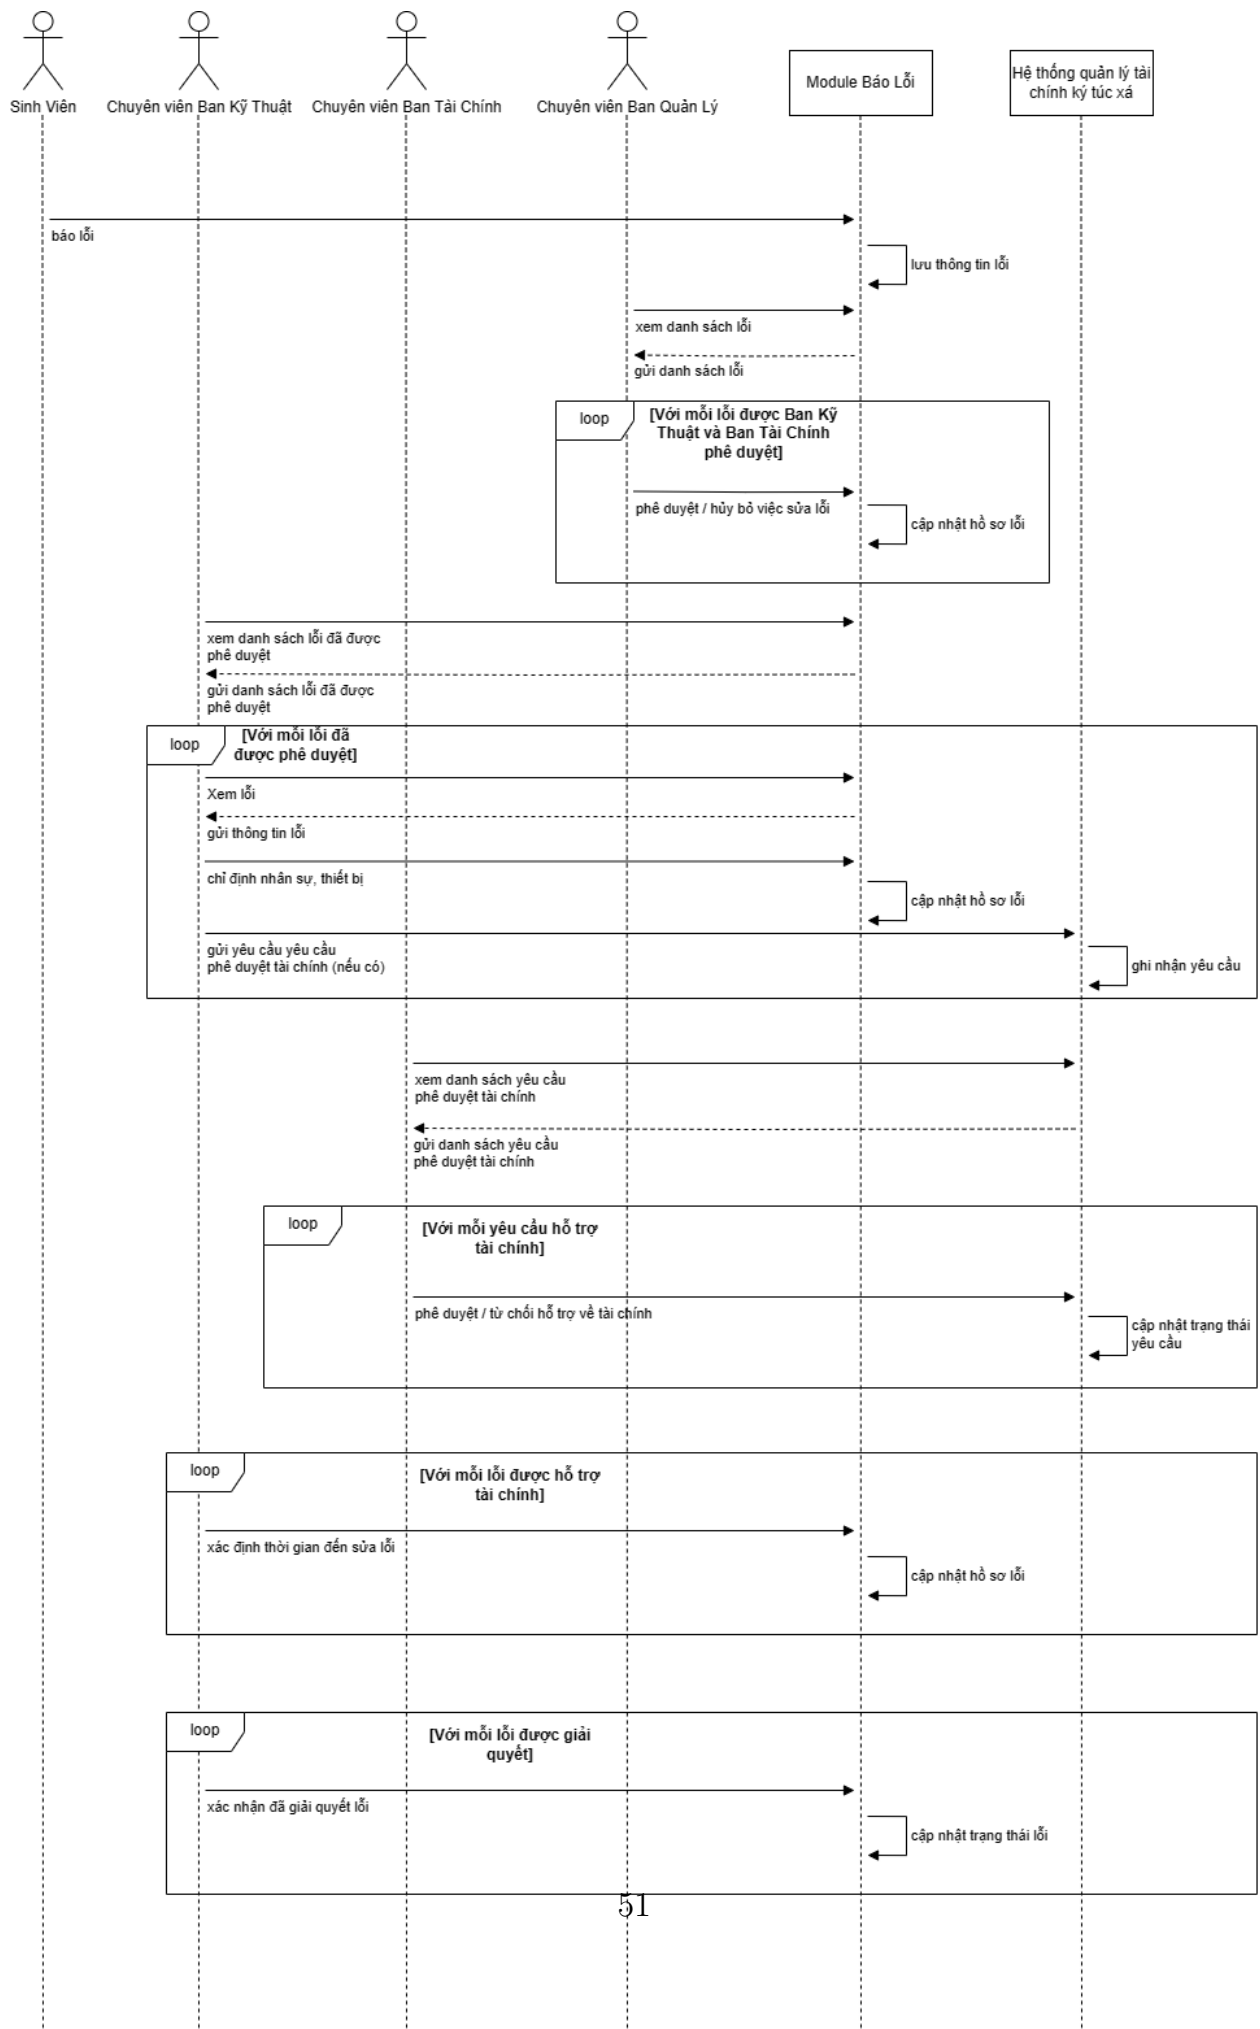 Sinh Viên
Chuyên viên Ban Kỹ Thuật
Chuyên viên Ban Tài Chính
Chuyên viên Ban Quản Lý
Module Báo Lỗi
Hệ thống quản lý tài
chính ký túc xá
báo lỗi
lưu thông tin lỗi
xem danh sách lỗi
gửi danh sách lỗi
loop
[Với mỗi lỗi được Ban Kỹ
Thuật và Ban Tài Chính
phê duyệt]
phê duyệt / hủy bỏ việc sửa lỗi
cập nhật hồ sơ lỗi
xem danh sách lỗi đã được
phê duyệt
gửi danh sách lỗi đã được
phê duyệt
loop
[Với mỗi lỗi đã
được phê duyệt]
Xem lỗi
gửi thông tin lỗi
chỉ định nhân sự, thiết bị
cập nhật hồ sơ lỗi
gửi yêu cầu yêu cầu
phê duyệt tài chính (nếu có)
ghi nhận yêu cầu
xem danh sách yêu cầu
phê duyệt tài chính
gửi danh sách yêu cầu
phê duyệt tài chính
loop
[Với mỗi yêu cầu hỗ trợ
tài chính]
phê duyệt / từ chối hỗ trợ về tài chính
cập nhật trạng thái
yêu cầu
loop
[Với mỗi lỗi được hỗ trợ
tài chính]
xác định thời gian đến sửa lỗi
cập nhật hồ sơ lỗi
loop
[Với mỗi lỗi được giải
quyết]
xác nhận đã giải quyết lỗi
cập nhật trạng thái lỗi
51